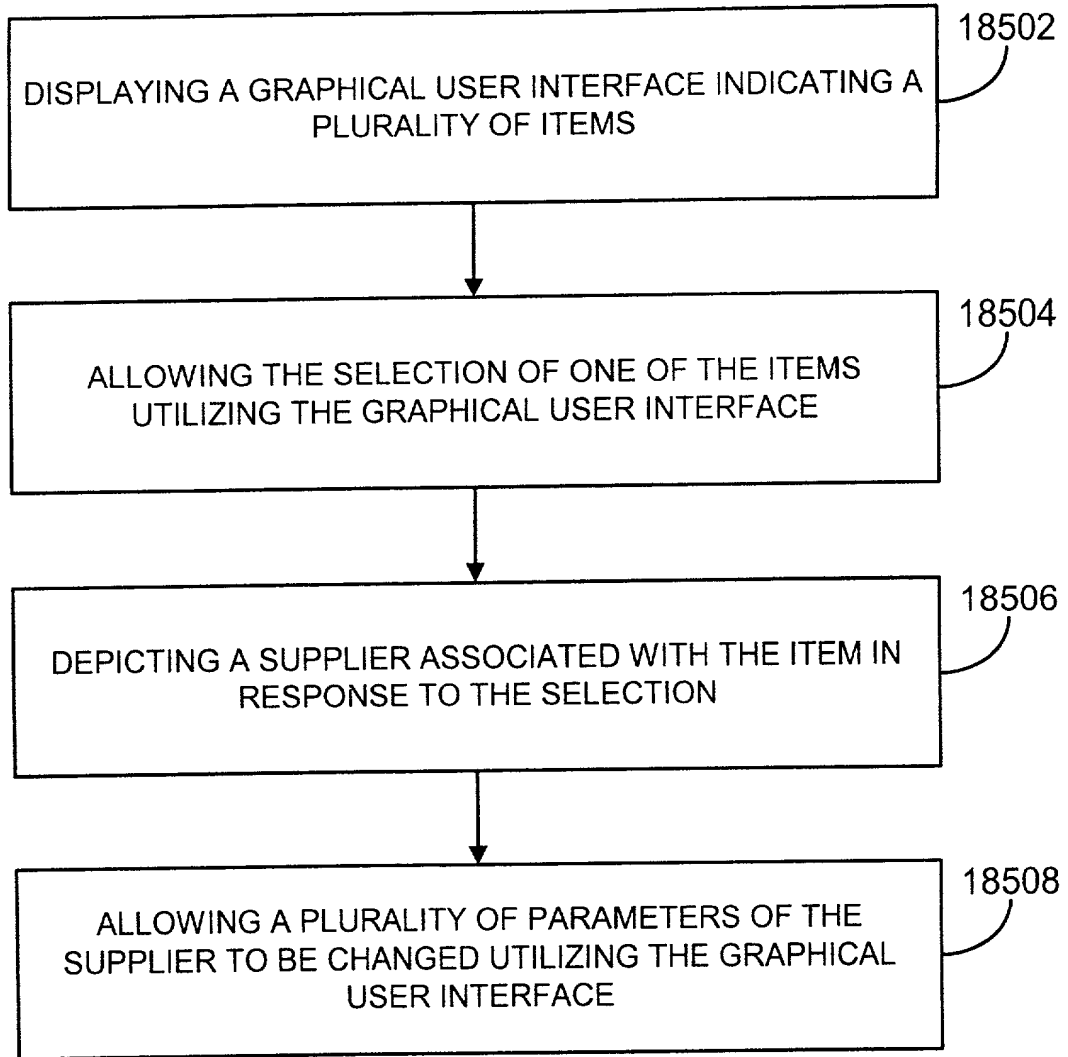 18502
DISPLAYING A GRAPHICAL USER INTERFACE INDICATING A
PLURALITY OF ITEMS
18504
ALLOWING THE SELECTION OF ONE OF THE ITEMS
UTILIZING THE GRAPHICAL USER INTERFACE
18506
DEPICTING A SUPPLIER ASSOCIATED WITH THE ITEM IN
RESPONSE TO THE SELECTION
18508
ALLOWING A PLURALITY OF PARAMETERS OF THE
SUPPLIER TO BE CHANGED UTILIZING THE GRAPHICAL
USER INTERFACE